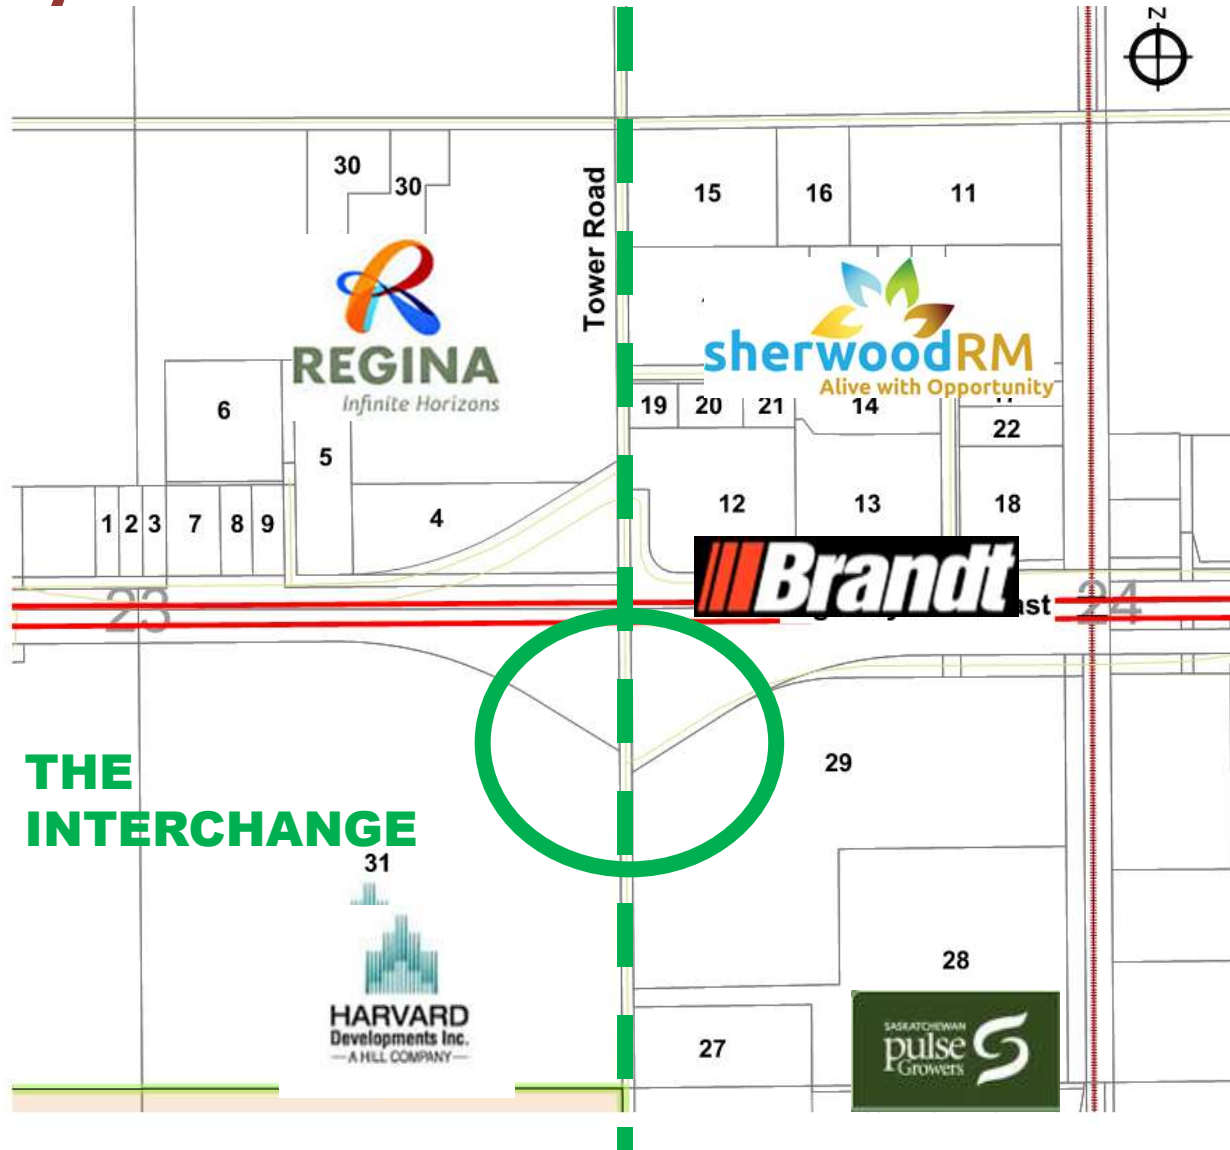 Z
30
30
Tower Road
15
16
11
REGINA
Infinite Horizons
sherwoodRM
Alive with Opportunity
6
5
19
20
21
14
22
1
2
3
7
8
9
4
12
13
18
Brandt
ast
23
24
THE
INTERCHANGE
29
31
HARVARD
Developments Inc.
— A HILL COMPANY —
28
27
SASKATCHEWAN
pulse
Growers